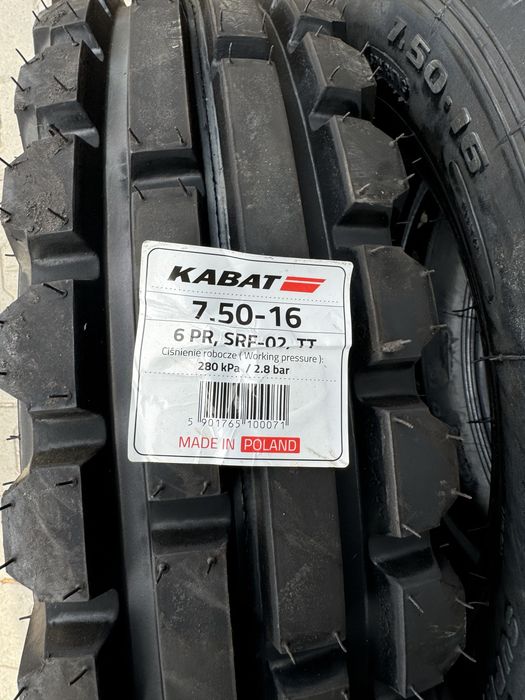 KABAT
7.50-16
6 PR, SRF-02, TT
Ciśnienie robocze ( Working pressure ):
280 kPa / 2.8 bar
5 901765 100071
MADE IN POLAND
7.50-16